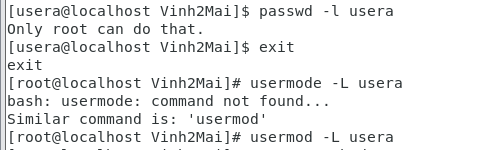 [usera@localhost Vinh2Mai]$ passwd -l usera
Only root can do that.
[usera@localhost Vinh2Mai]$ exit
exit
[root@localhost Vinh2Mai]# usermode -L usera
bash: usermode: command not found...
Similar command is: 'usermod'
[root@localhost Vinh2Mai]# usermod -L usera